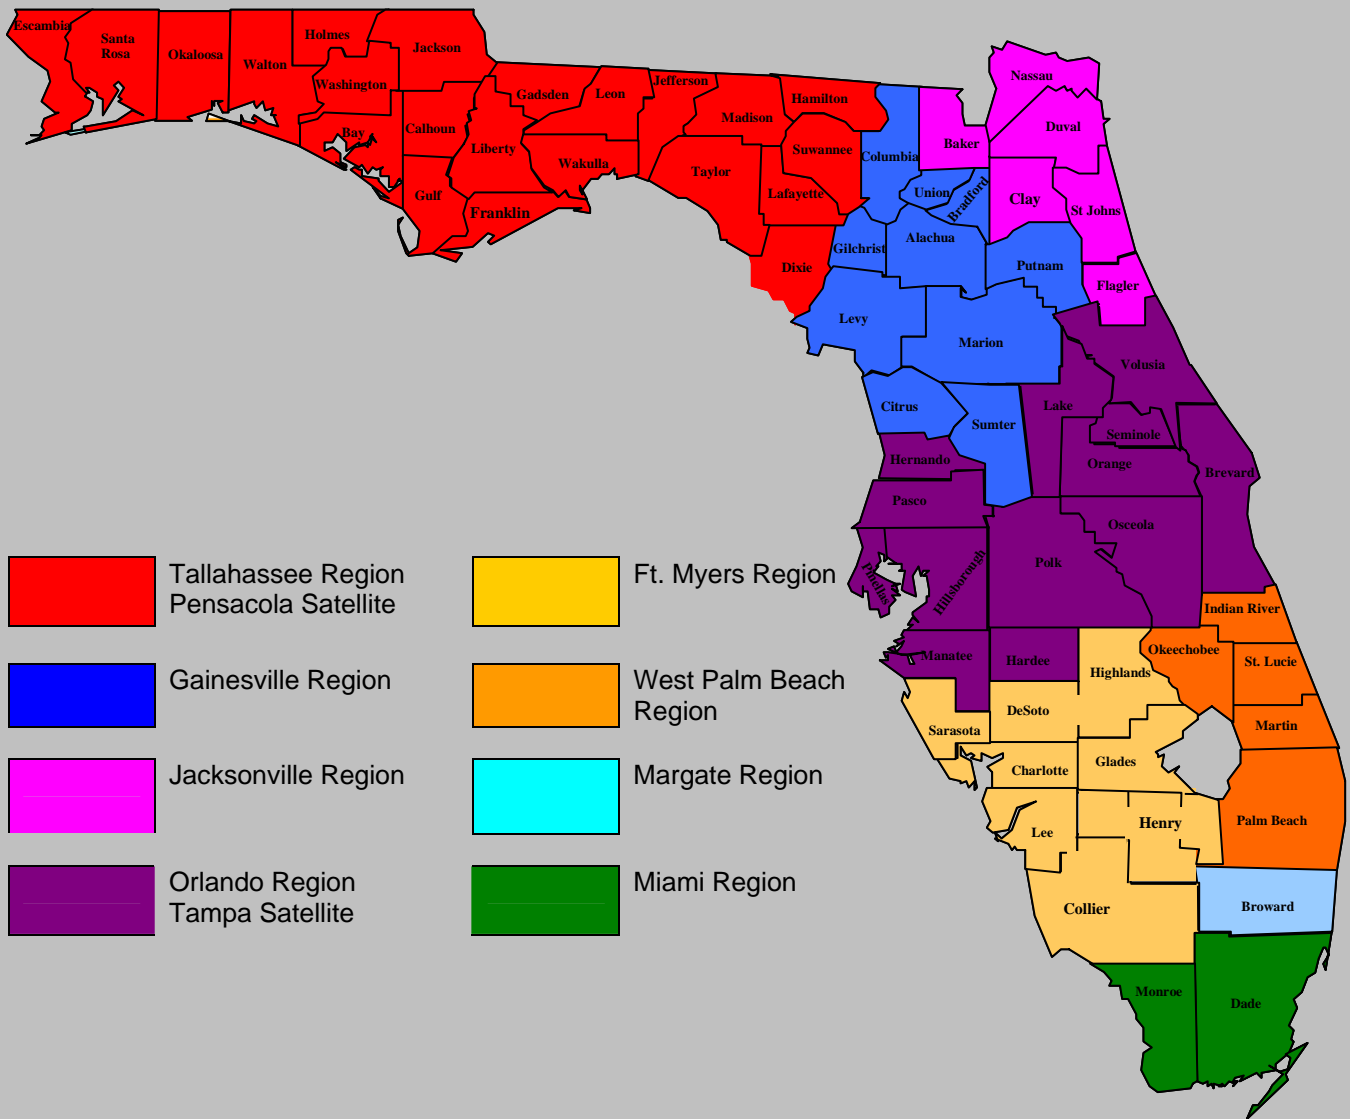 Escambia
Santa
Rosa
Okaloosa
Walton
Holmes
Washington
Jackson
Bay
Calhoun
Gulf
Liberty
Gadsden
Franklin
Leon
Wakulla
Jefferson
Madison
Taylor
Hamilton
Suwannee
Lafayette
Dixie
Columbia
Baker
Nassau
Duval
Union
Bradford
Clay
St Johns
Gilchrist
Alachua
Putnam
Flagler
Levy
Marion
Volusia
Citrus
Sumter
Lake
Seminole
Hernando
Orange
Brevard
Pasco
Osceola
Pinellas
Hillsborough
Polk
Indian River
Manatee
Hardee
Highlands
Okeechobee
St. Lucie
DeSoto
Sarasota
Martin
Charlotte
Glades
Lee
Henry
Palm Beach
Collier
Broward
Monroe
Dade
Tallahassee Region
Pensacola Satellite
Gainesville Region
Jacksonville Region
Orlando Region
Tampa Satellite
Ft. Myers Region
West Palm Beach
Region
Margate Region
Miami Region